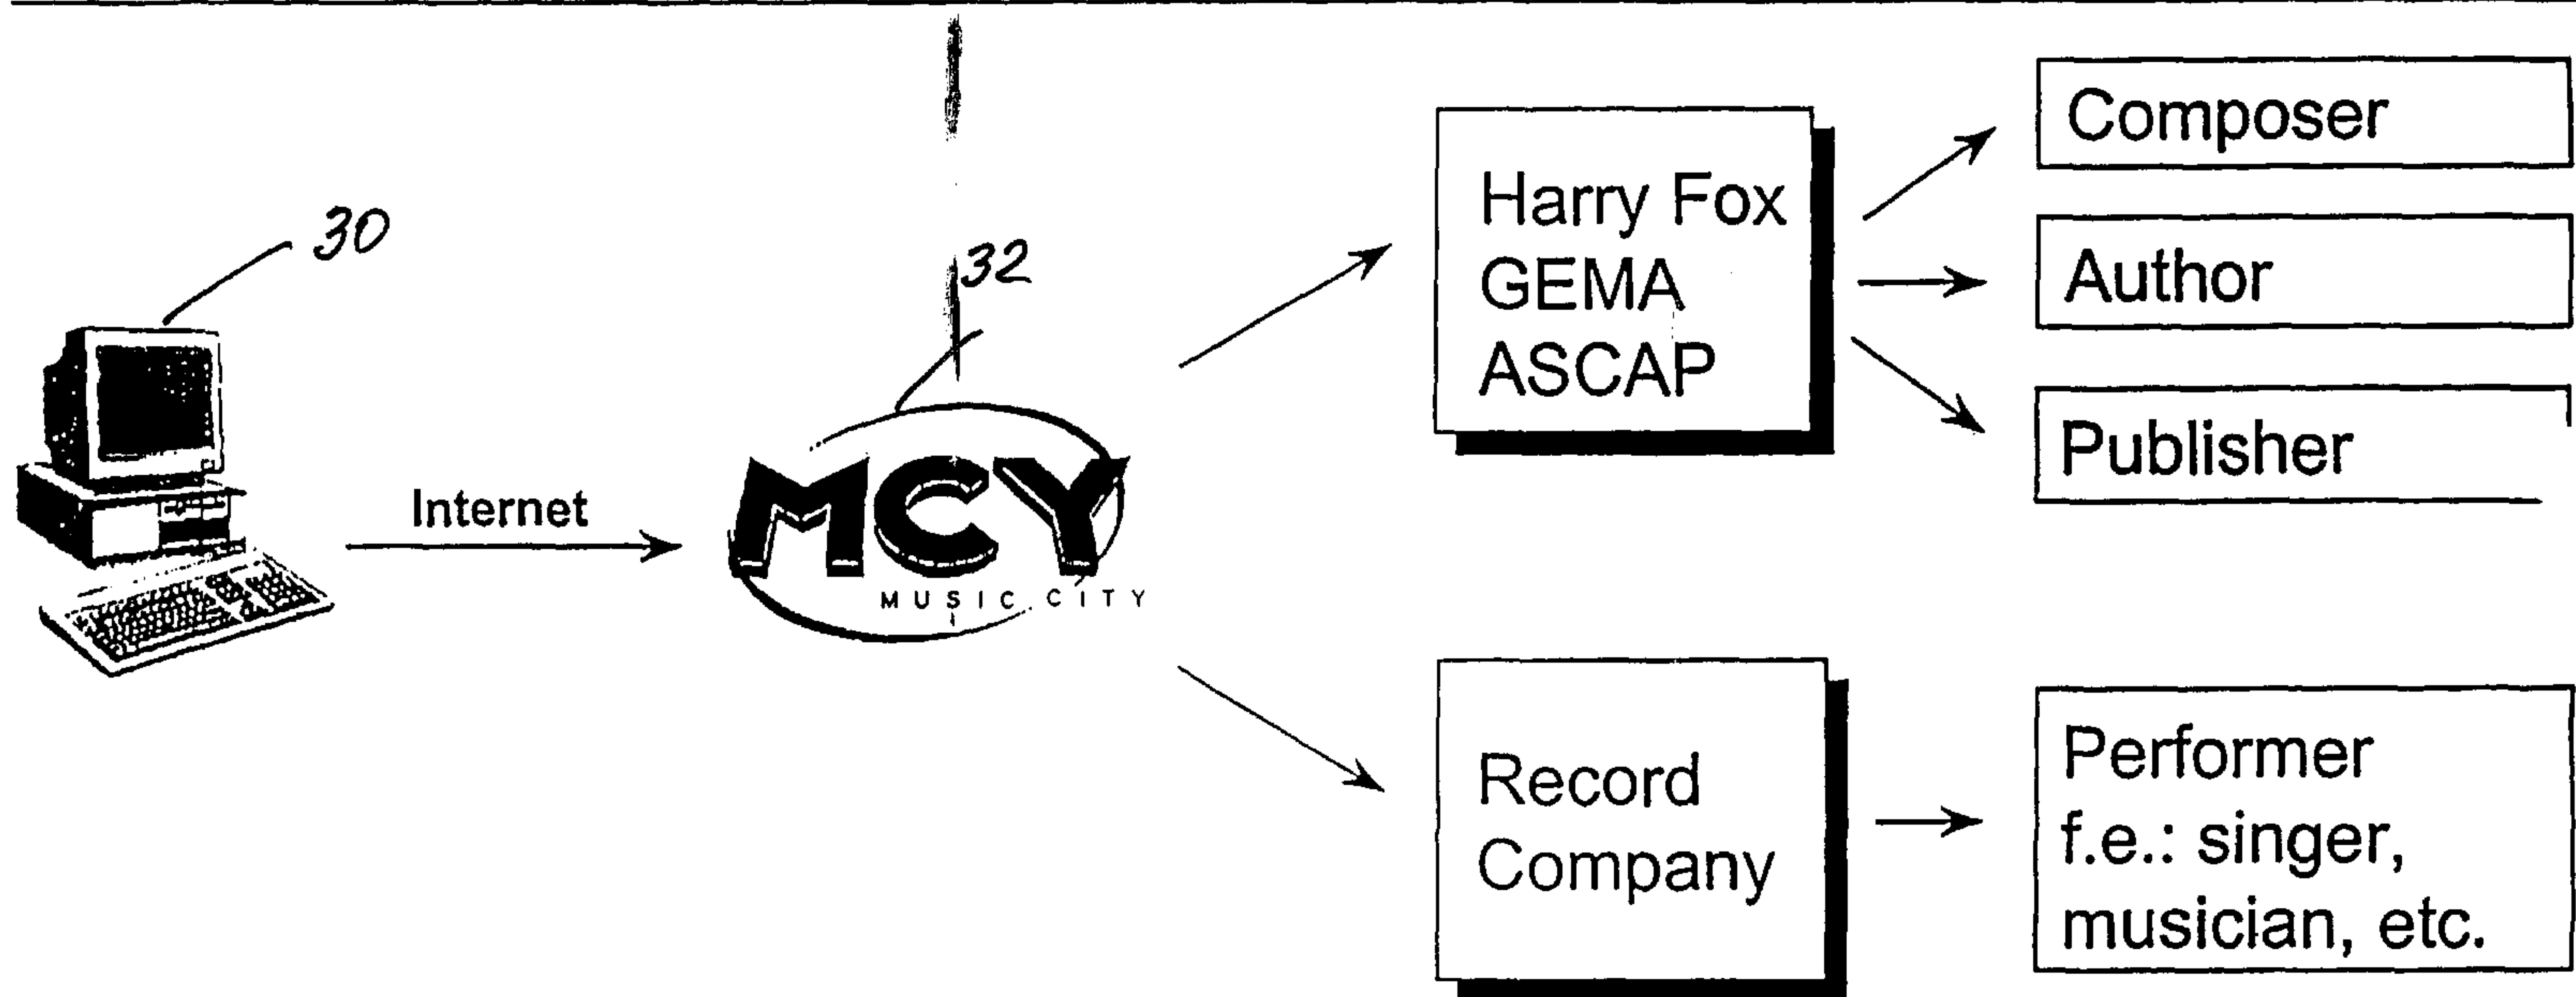 30
Internet
32
MCY
MUSIC CITY
Harry Fox
GEMA
ASCAP
Composer
Author
Publisher
Record
Company
Performer
f.e.: singer,
musician, etc.